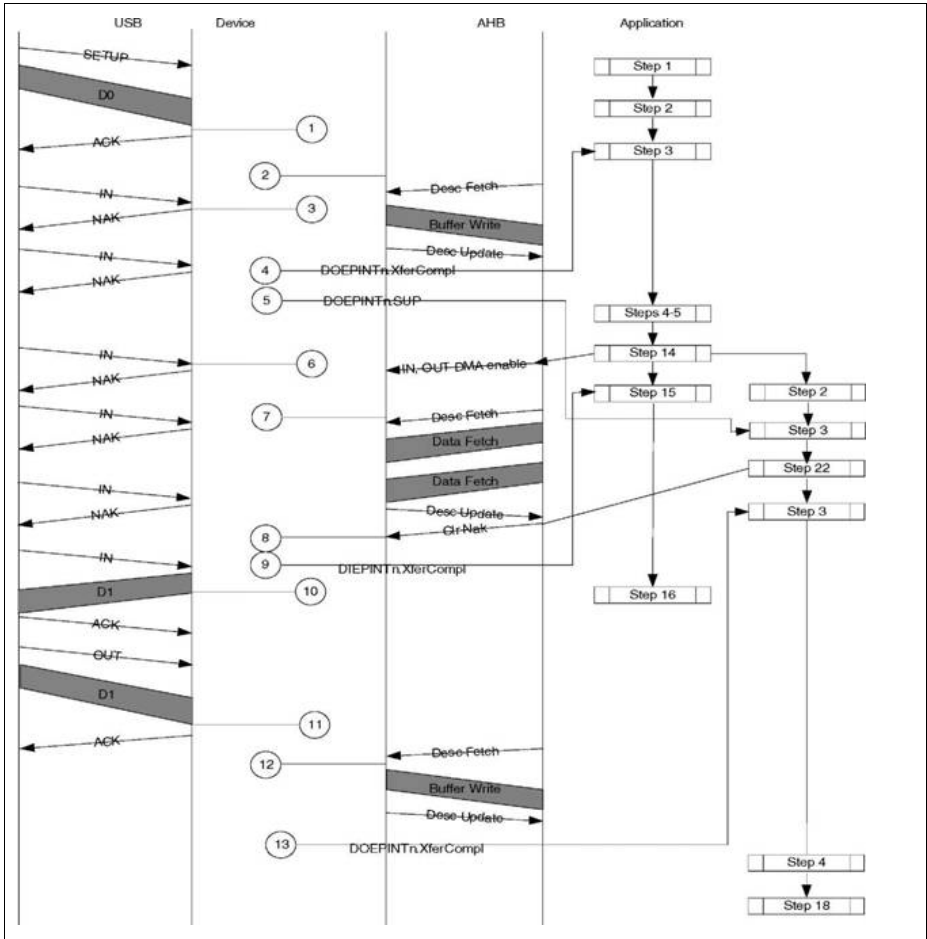 USB Device AHB Application
SETUP
Step 1
D0
Step 2
1
ACK
Step 3
2
Desc Fetch
IN
3
NAK
Buffer Write
IN
Desc Update
4
DOEPINTn.XferCompl
NAK
5
DOEPINTn.SUP
Steps 4-5
IN
Step 14
6
IN, OUT DMA enable
NAK
Step 15
Step 2
IN
7
Desc Fetch
Step 3
NAK
Data Fetch
Step 22
Data Fetch
IN
Step 3
NAK
Desc Update
Clr Nak
8
IN
9
DIEPINTn.XferCompl
D1
10
Step 16
ACK
OUT
D1
11
ACK
Desc Fetch
12
Buffer Write
Desc Update
13
DOEPINTn.XferCompl
Step 4
Step 18